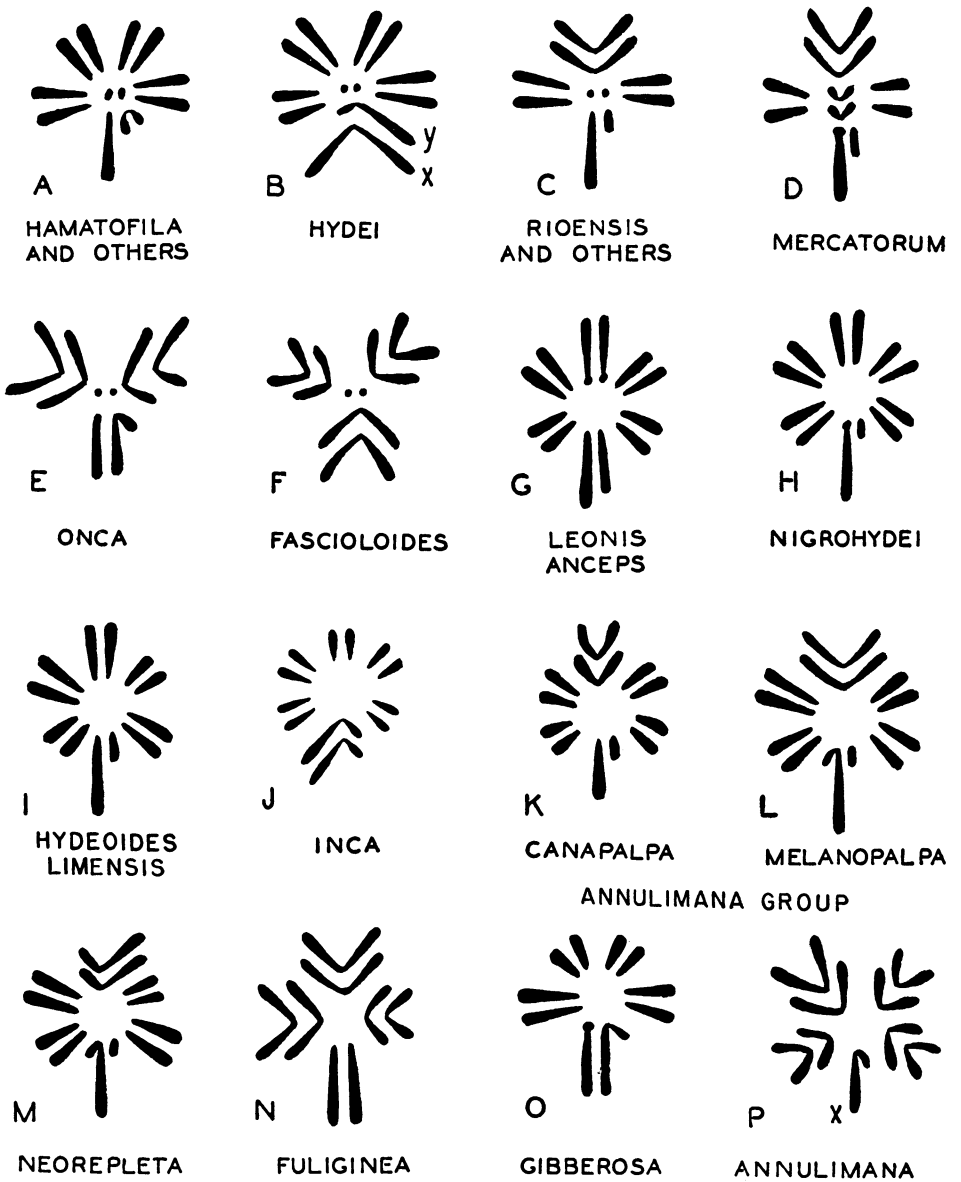 y
x
A
B
C
D
HAMATOFILA
AND OTHERS
HYDEI
RIOENSIS
AND OTHERS
MERCATORUM
E
F
G
H
ONCA
FASCIOLOIDES
LEONIS
ANCEPS
NIGROHYDEI
I
J
K
L
HYDEOIDES
LIMENSIS
INCA
CANAPALPA
MELANOPALPA
ANNULIMANA GROUP
M
N
O
P
X
NEOREPLETA
FULIGINEA
GIBBEROSA
ANNULIMANA